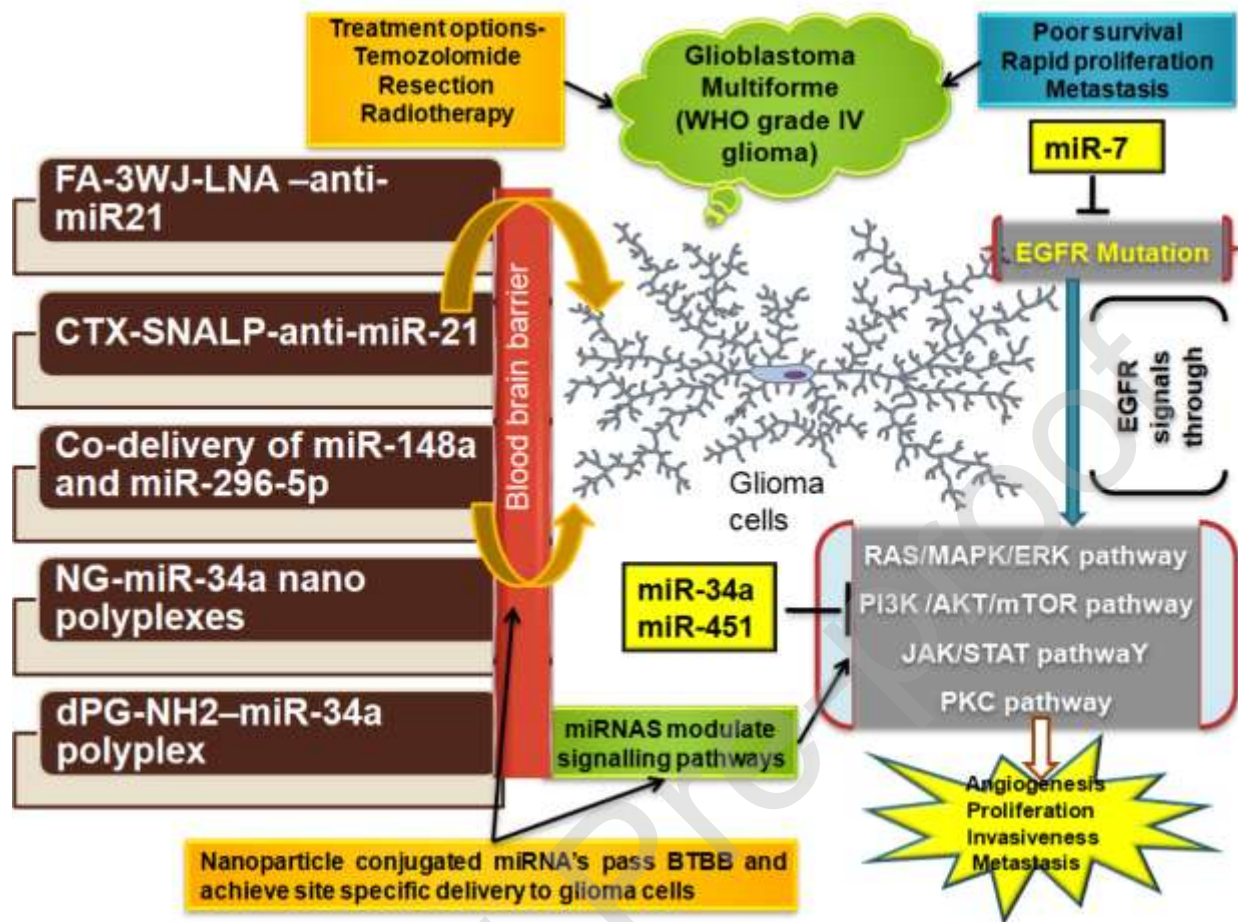 Treatment options-
Temozolomide
Resection
Radiotherapy
Glioblastoma
Multiforme
(WHO grade IV
glioma)
Poor survival
Rapid proliferation
Metastasis
miR-7
EGFR Mutation
EGFR
signals
through
FA-3WJ-LNA –anti-
miR21
CTX-SNALP-anti-miR-21
Co-delivery of miR-148a
and miR-296-5p
NG-miR-34a nano
polyplexes
dPG-NH2–miR-34a
polyplex
Blood brain barrier
Glioma
cells
miR-34a
miR-451
RAS/MAPK/ERK pathway
PI3K /AKT/mTOR pathway
JAK/STAT pathwaY
PKC pathway
miRNAS modulate
signalling pathways
Angiogenesis
Proliferation
Invasiveness
Metastasis
Nanoparticle conjugated miRNA's pass BTBB and
achieve site specific delivery to glioma cells
Pre-proof